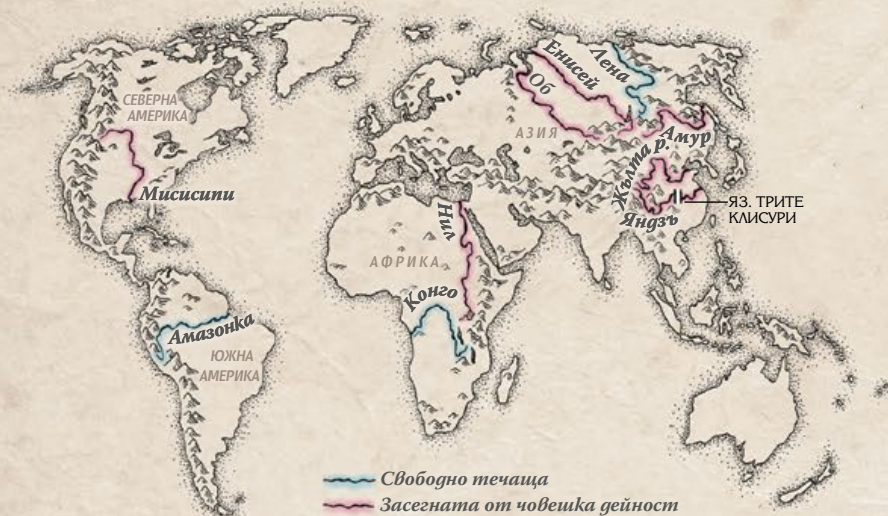 СЕВЕРНА
АМЕРИКА
Мисисипи
Амазонка
ЮЖНА
АМЕРИКА
АФРИКА
Нил
Конго
Об
Енисей
Лена
АЗИЯ
Амур
Жълта р.
Яндзъ
ЯЗ. ТРИТЕ
КЛИСУРИ
Свободно течаща
Засегната от човешка дейност